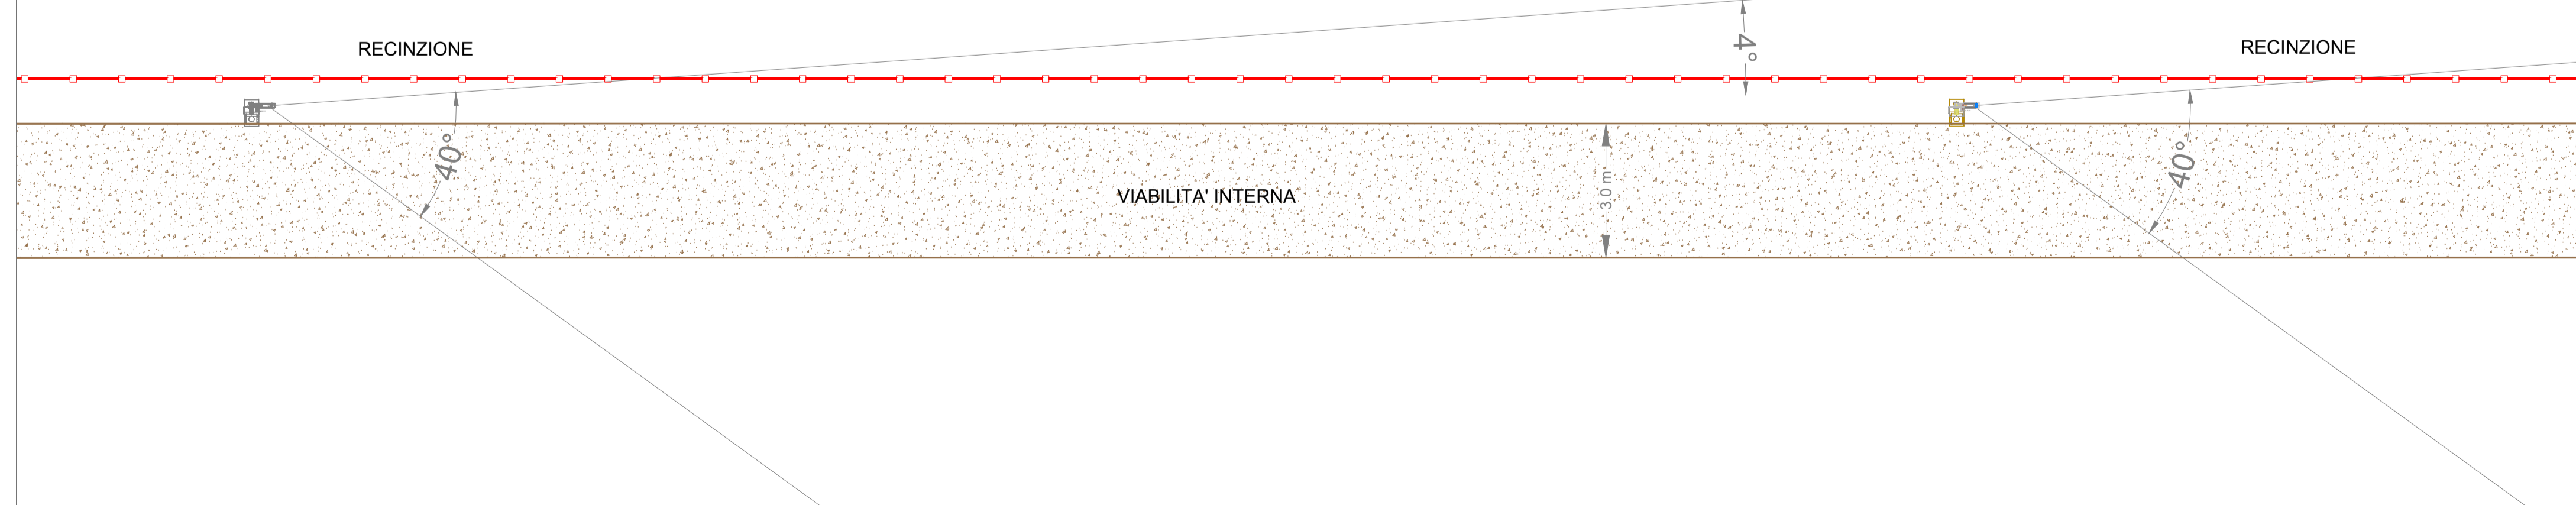 RECINZIONE
4°
RECINZIONE
40°
40°
VIABILITA' INTERNA
3.0 m